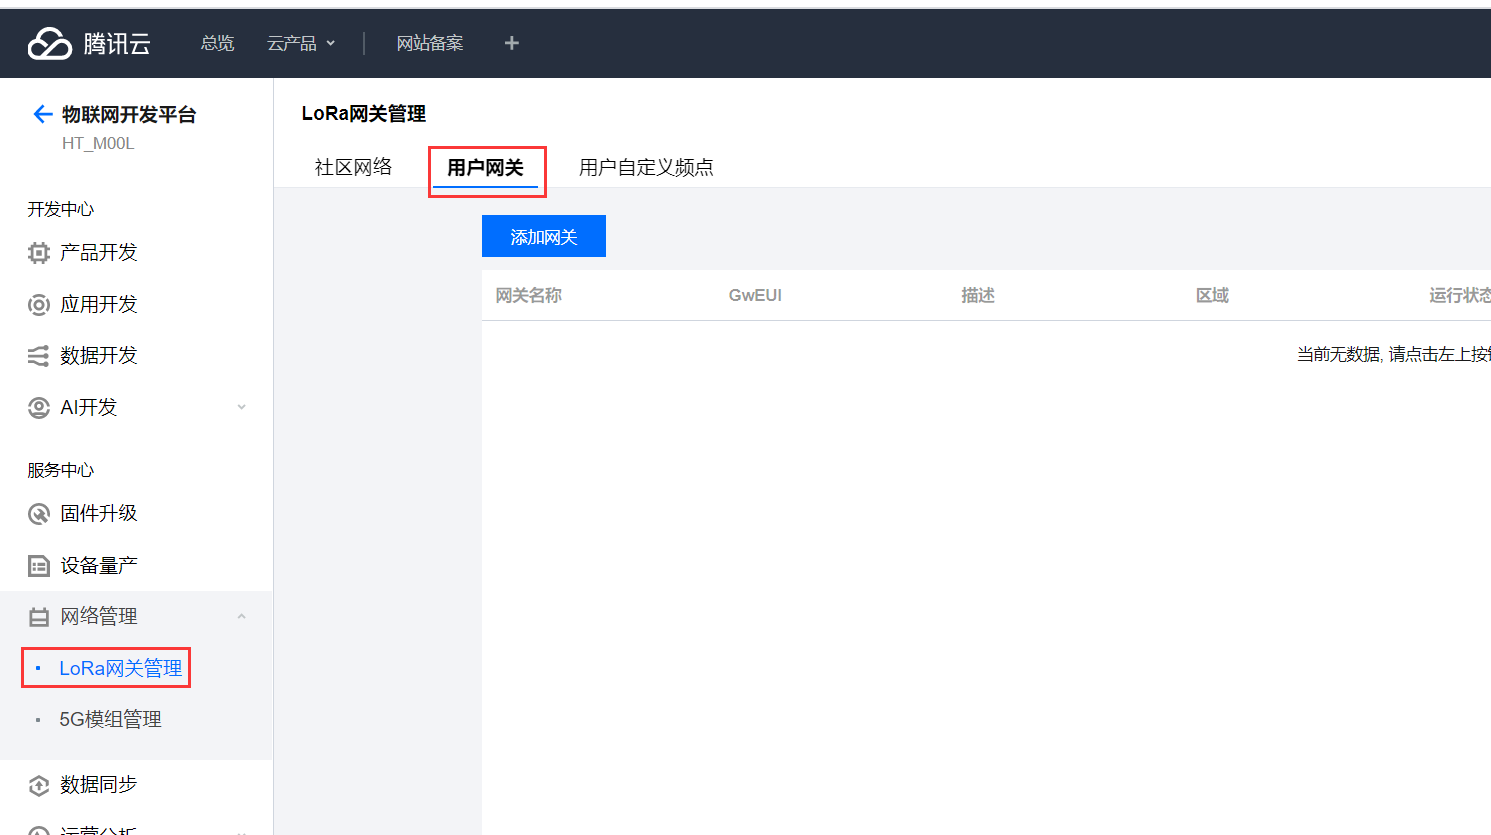 腾讯云
总览
云产品
网站备案
物联网开发平台
HT_M00L
开发中心
产品开发
应用开发
数据开发
AI开发
服务中心
固件升级
设备量产
网络管理
LoRa网关管理
5G模组管理
数据同步
运营分析
LoRa网关管理
社区网络
用户网关
用户自定义频点
添加网关
网关名称
GwEUI
描述
区域
运行状态
当前无数据, 请点击左上按